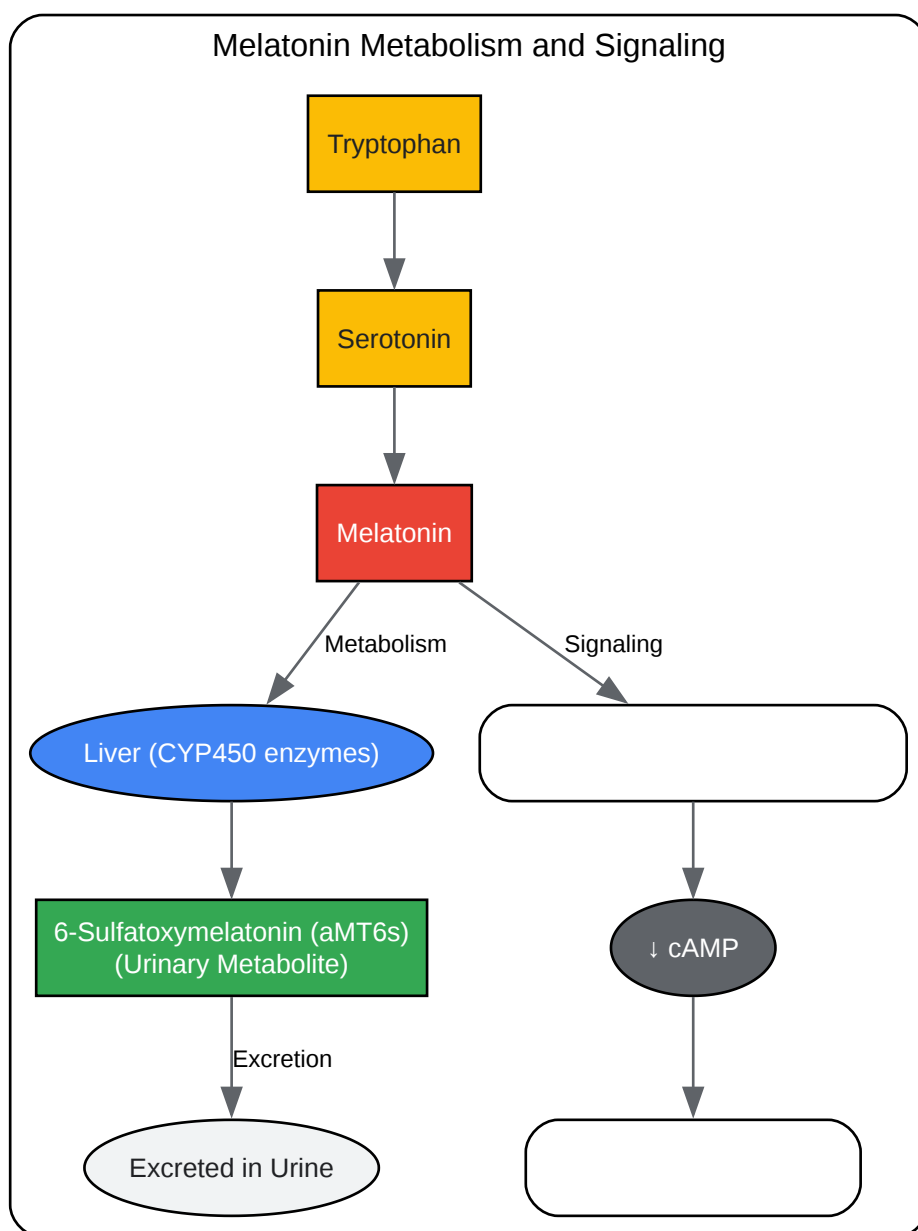 Melatonin Metabolism and Signaling
Tryptophan
Serotonin
Melatonin
Metabolism
Signaling
Liver (CYP450 enzymes)
6-Sulfatoxymelatonin (aMT6s)
(Urinary Metabolite)
↓ cAMP
Excretion
Excreted in Urine